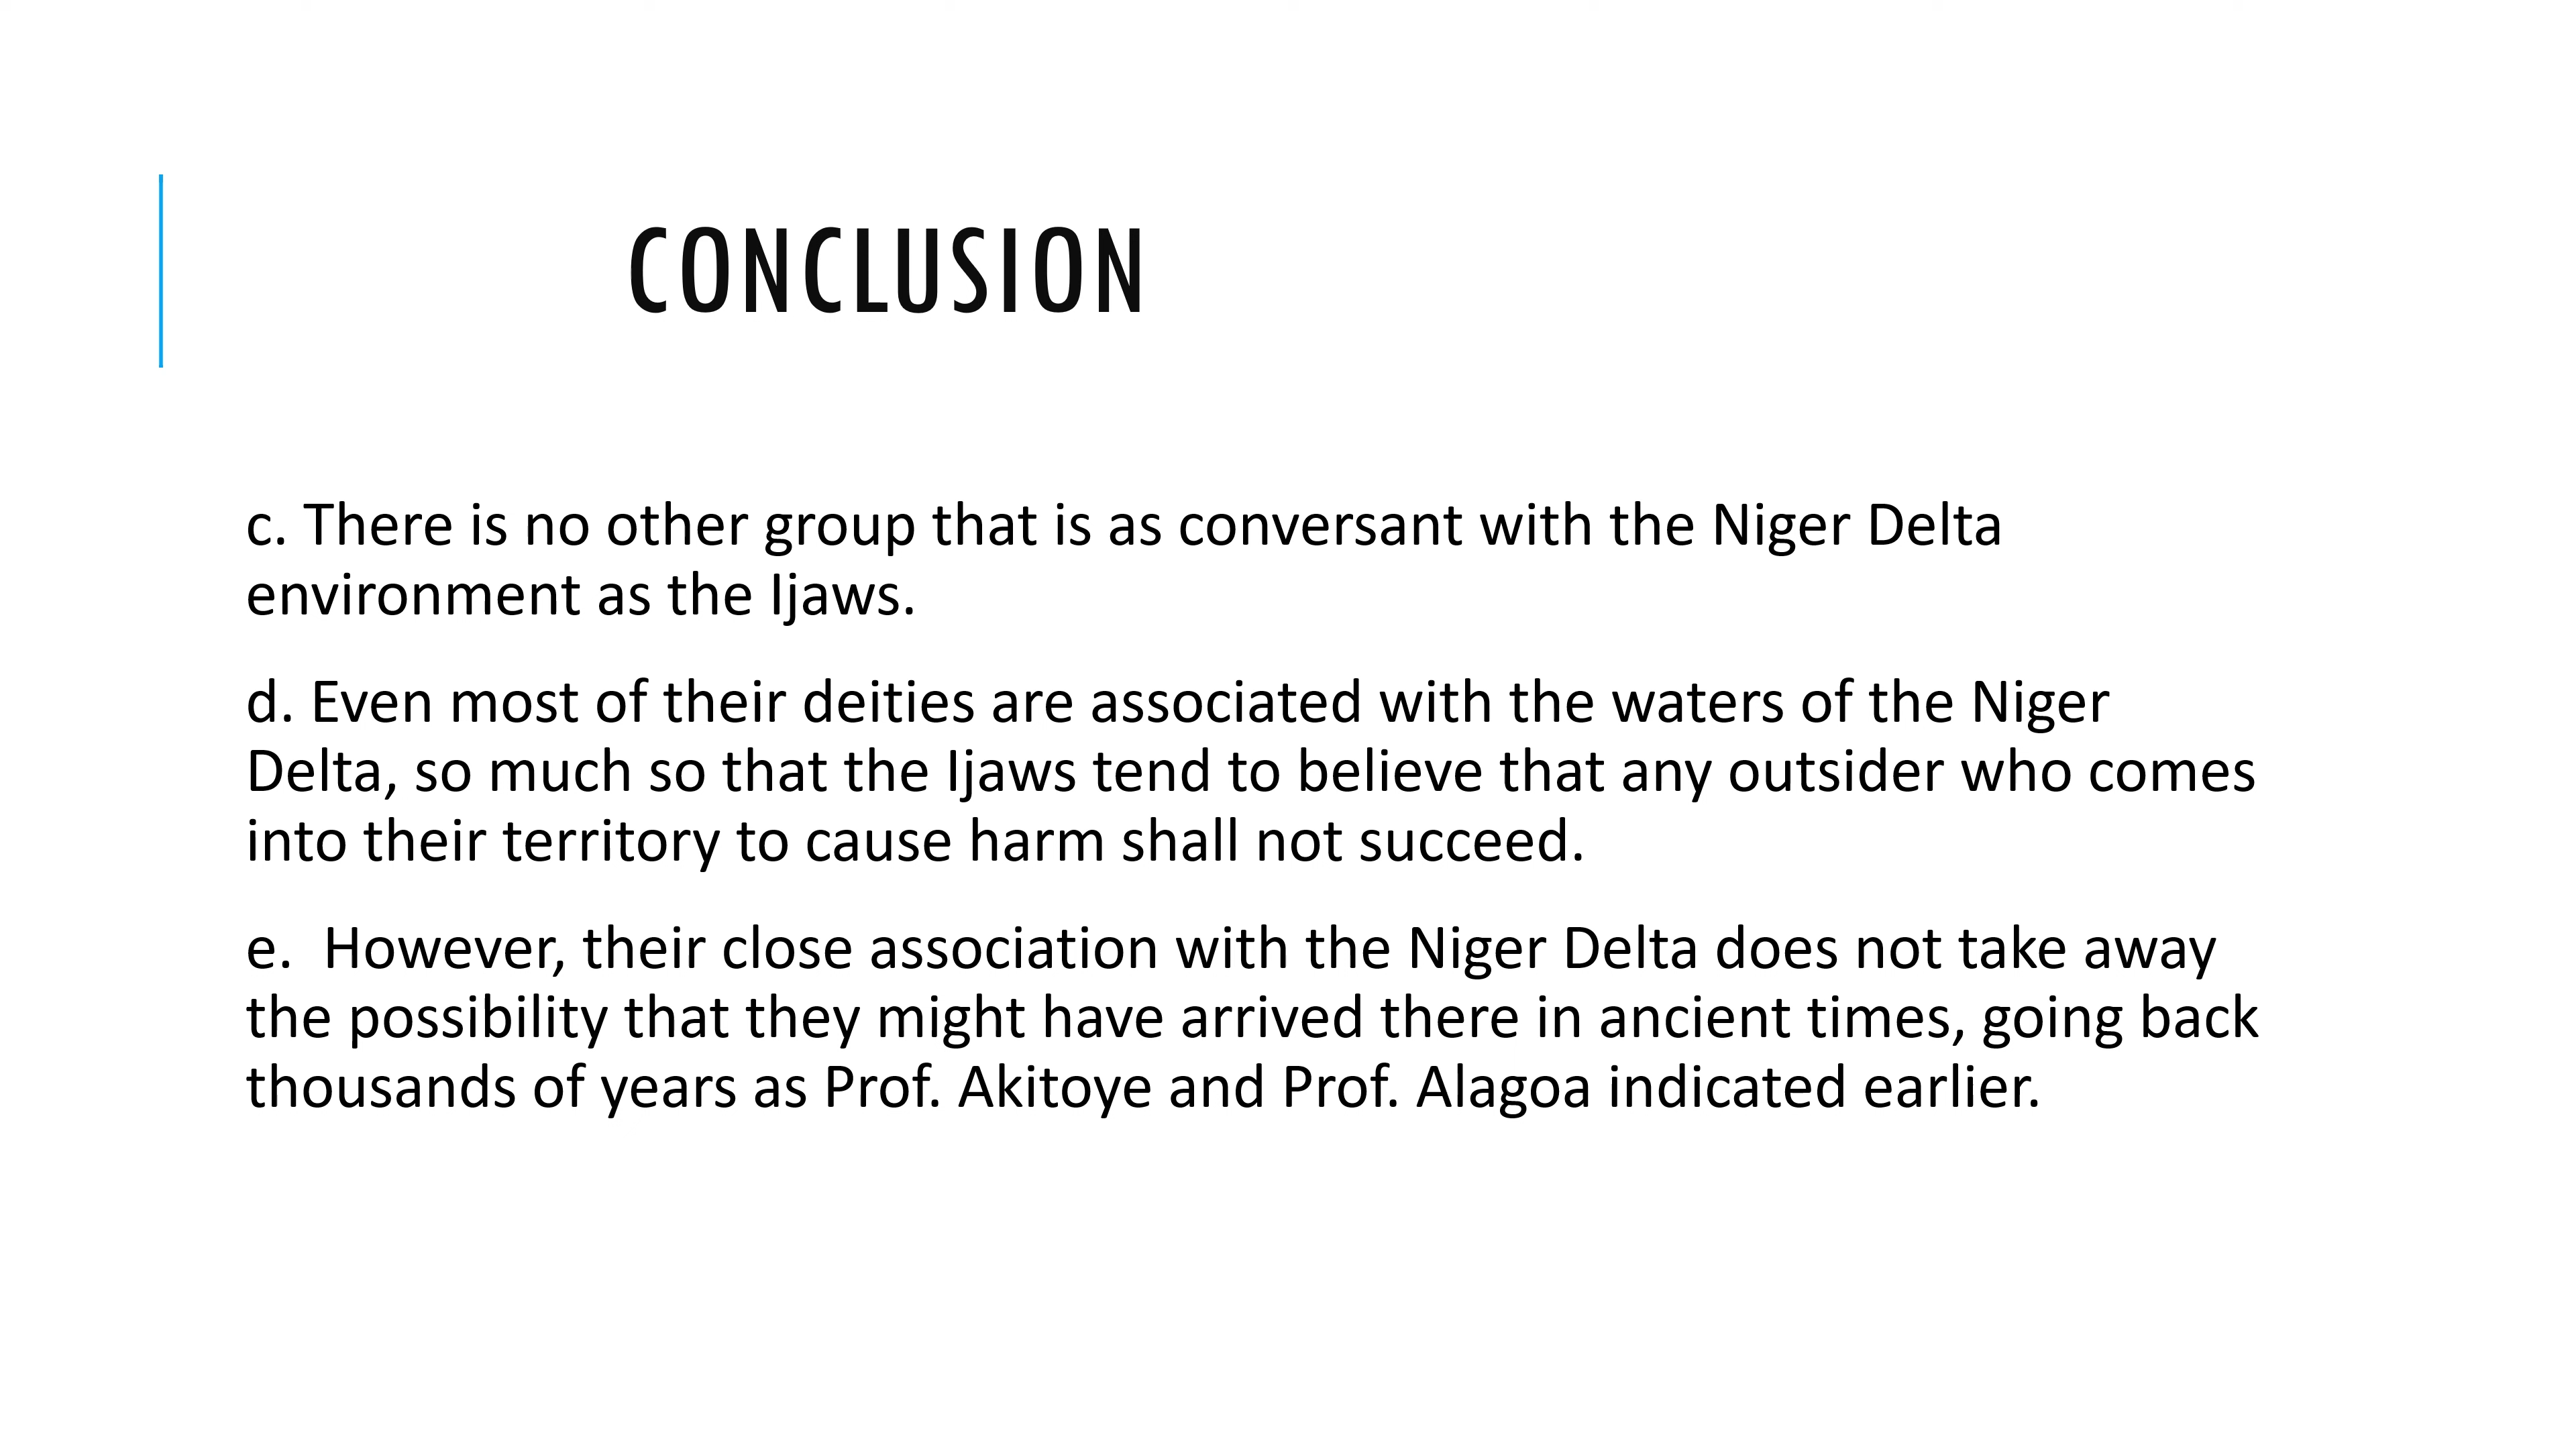 CONCLUSION
c. There is no other group that is as conversant with the Niger Delta
environment as the Ijaws.
d. Even most of their deities are associated with the waters of the Niger
Delta, so much so that the Ijaws tend to believe that any outsider who comes
into their territory to cause harm shall not succeed.
e.  However, their close association with the Niger Delta does not take away
the possibility that they might have arrived there in ancient times, going back
thousands of years as Prof. Akitoye and Prof. Alagoa indicated earlier.